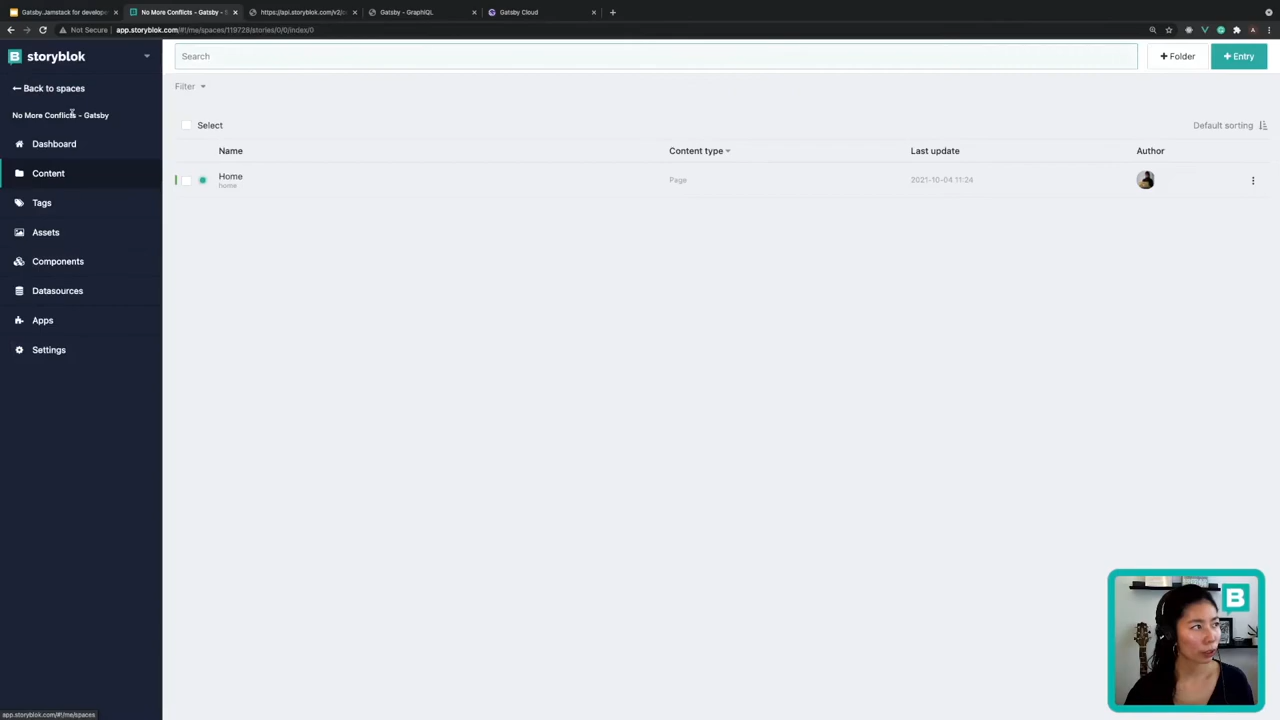 Gatsby.Jamstack for develope
No More Conflicts - Gatsby -
https://api.storyblok.com/v2/
Gatsby - GraphiQL
Gatsby Cloud
Not Secure | app.storyblok.com/#!/me/spaces/119728/stories/0/0/index/0
storyblok
Search
+ Folder
+ Entry
Back to spaces
Filter
No More Conflicts - Gatsby
Select
Default sorting
Dashboard
Name
Content type
Last update
Author
Content
Home
home
Page
2021-10-04 11:24
Tags
Assets
Components
Datasources
Apps
Settings
B
app.storyblok.com/#!/me/spaces